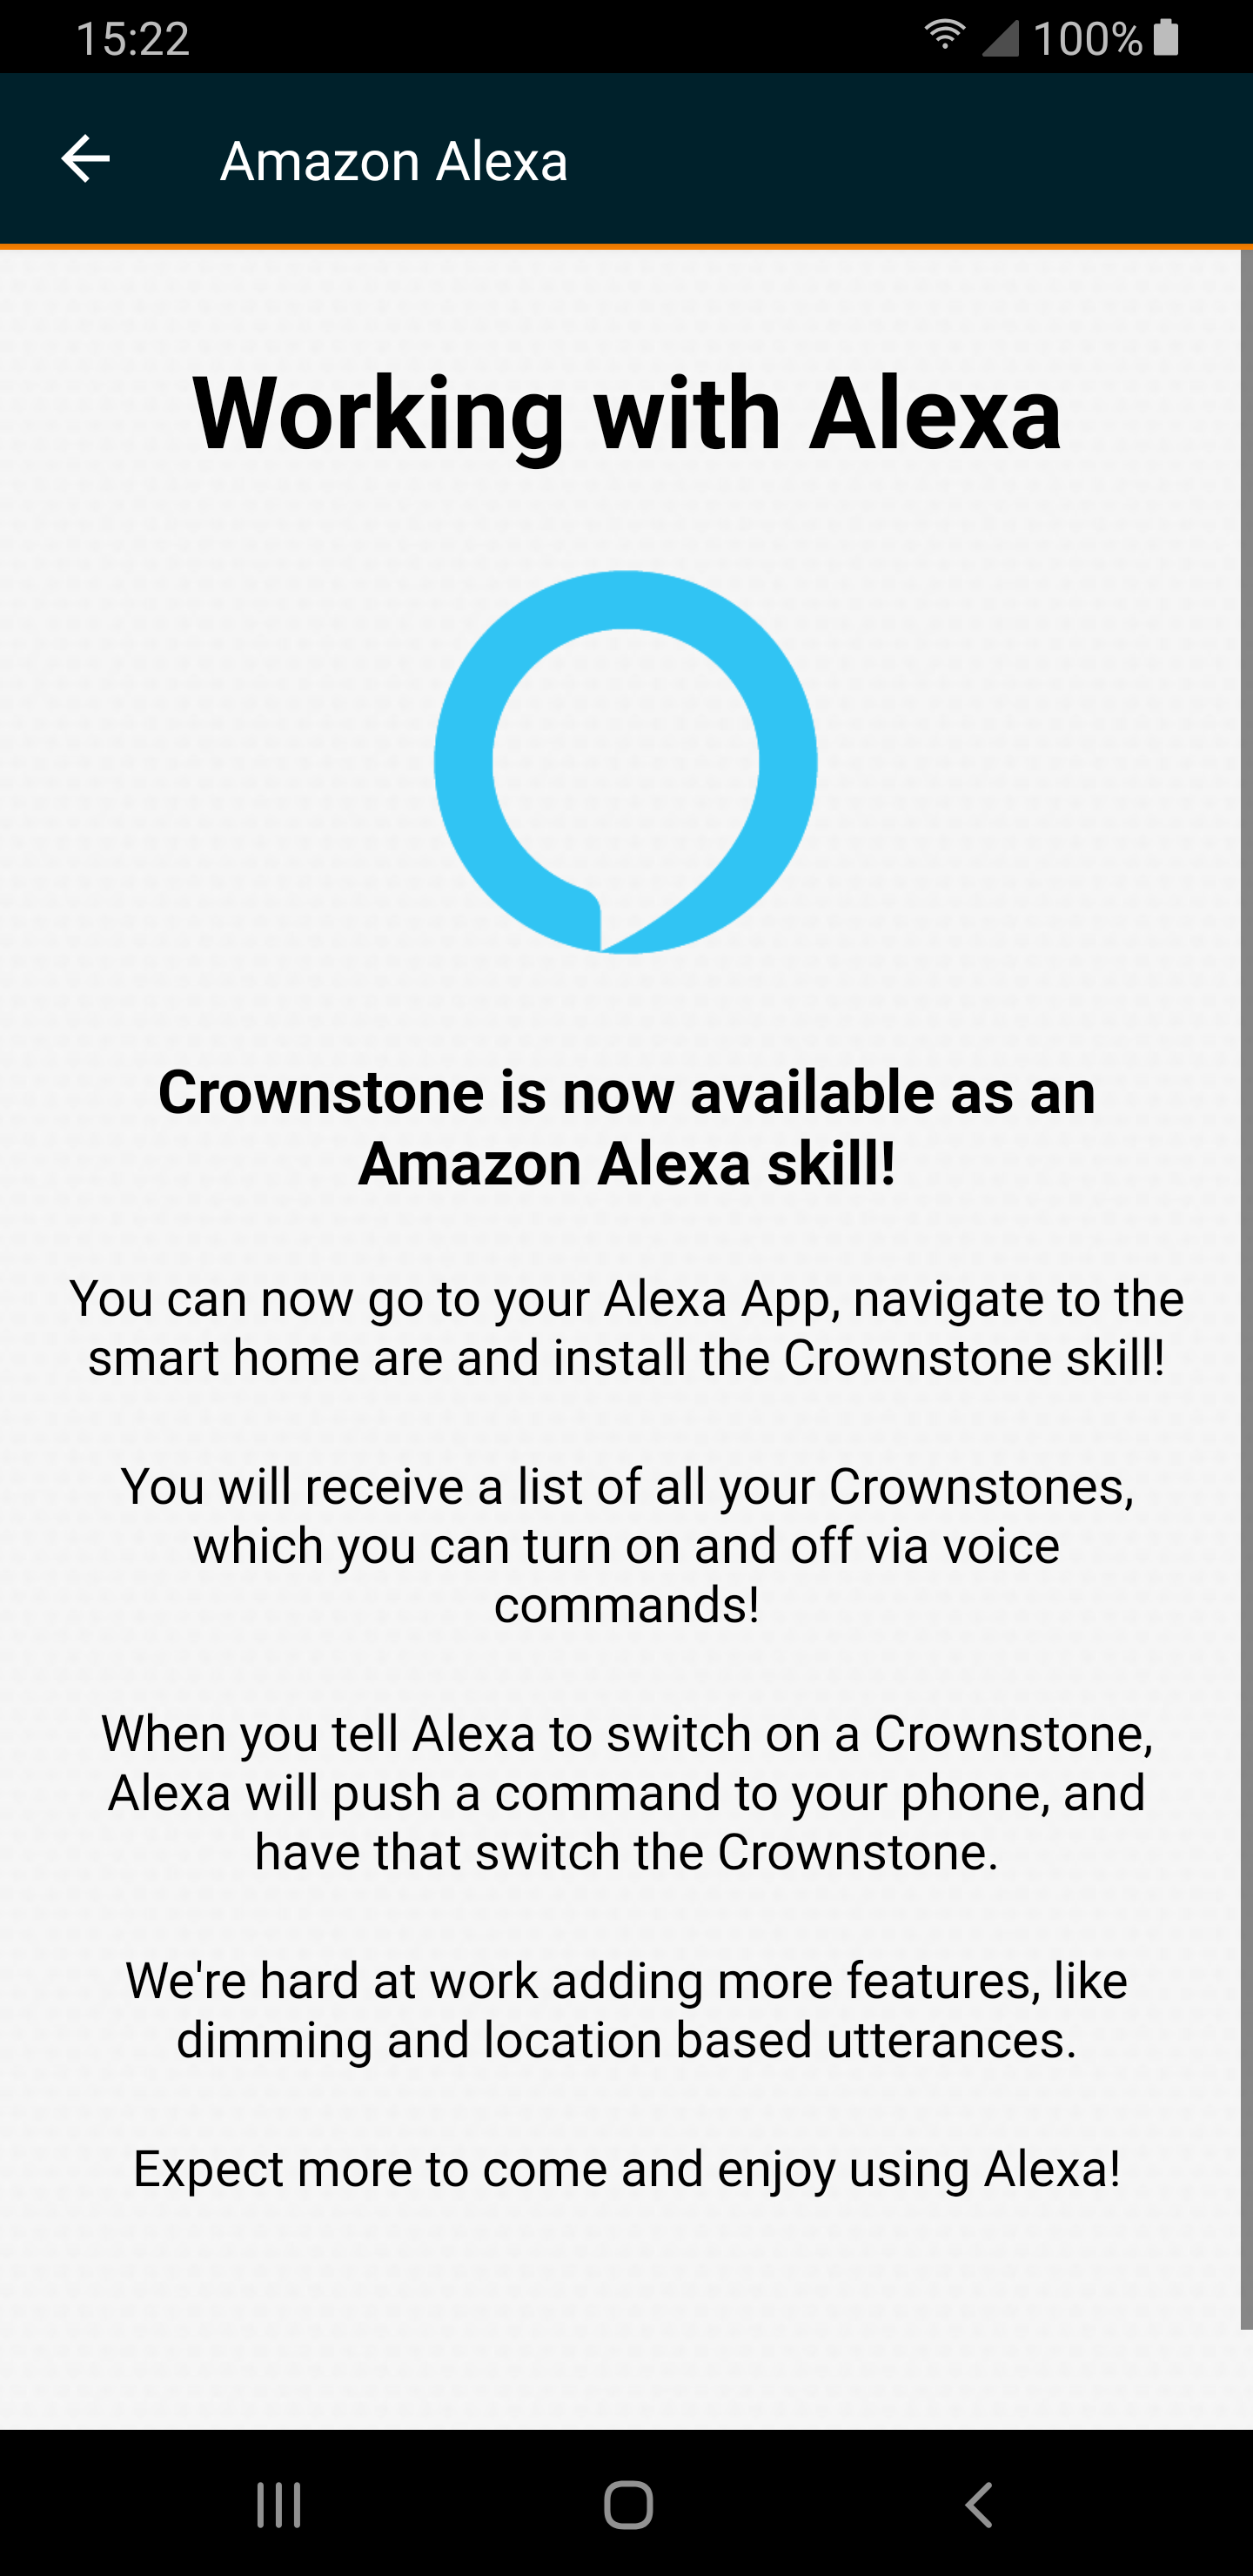 15:22
100%
Amazon Alexa
Working with Alexa
Crownstone is now available as an
Amazon Alexa skill!
You can now go to your Alexa App, navigate to the
smart home are and install the Crownstone skill!
You will receive a list of all your Crownstones,
which you can turn on and off via voice
commands!
When you tell Alexa to switch on a Crownstone,
Alexa will push a command to your phone, and
have that switch the Crownstone.
We're hard at work adding more features, like
dimming and location based utterances.
Expect more to come and enjoy using Alexa!